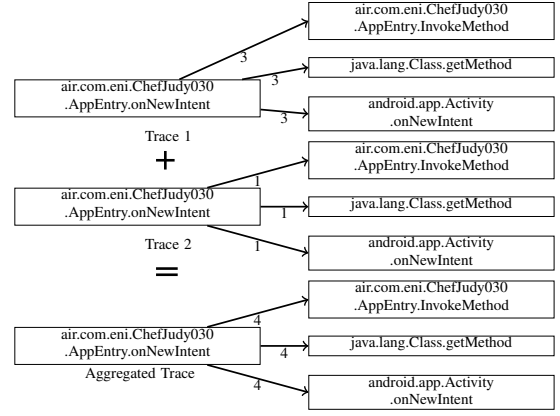 air.com.eni.ChefJudy030
.AppEntry.InvokeMethod
3
java.lang.Class.getMethod
3
air.com.eni.ChefJudy030
.AppEntry.onNewIntent
android.app.Activity
.onNewIntent
3
Trace 1
+
air.com.eni.ChefJudy030
.AppEntry.InvokeMethod
1
air.com.eni.ChefJudy030
.AppEntry.onNewIntent
java.lang.Class.getMethod
1
android.app.Activity
.onNewIntent
1
Trace 2
=
air.com.eni.ChefJudy030
.AppEntry.InvokeMethod
4
air.com.eni.ChefJudy030
.AppEntry.onNewIntent
java.lang.Class.getMethod
4
Aggregated Trace
android.app.Activity
.onNewIntent
4